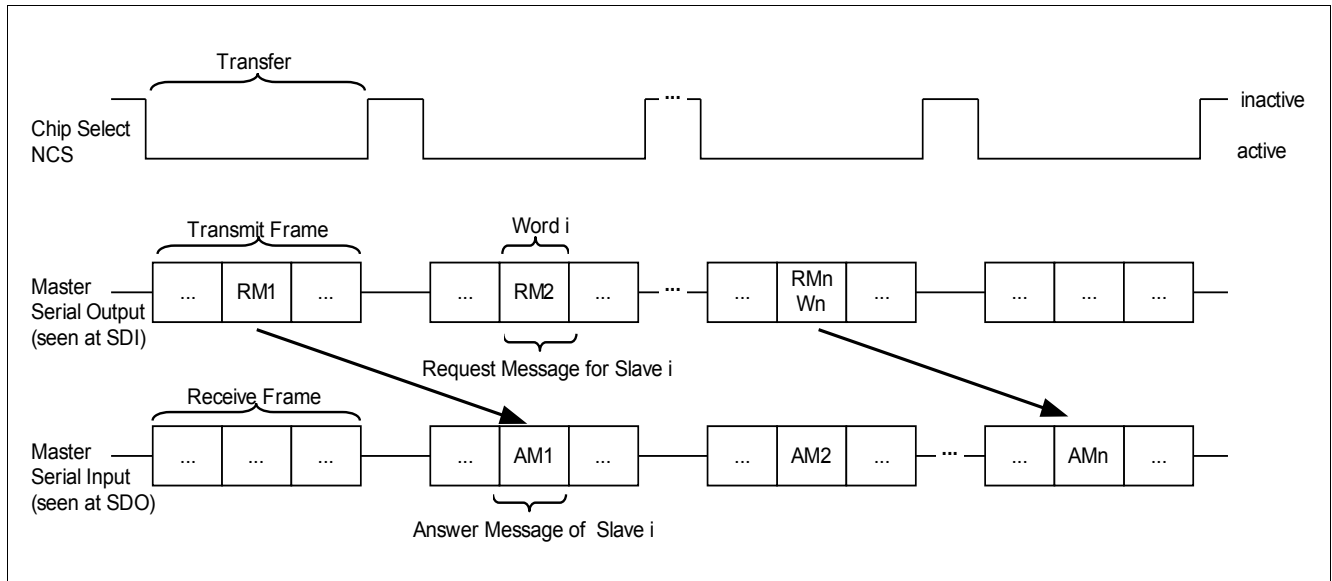 Transfer
Chip Select
NCS
...
inactive
active
Transmit Frame
Word i
Master
Serial Output
(seen at SDI)
... RM1 ... ... RM2 ... ... ... RMn
Wn ... ... ... ...
Request Message for Slave i
Receive Frame
Master
Serial Input
(seen at SDO)
... ... ... ... AM1 ... ... AM2 ... ... ... AMn ...
Answer Message of Slave i